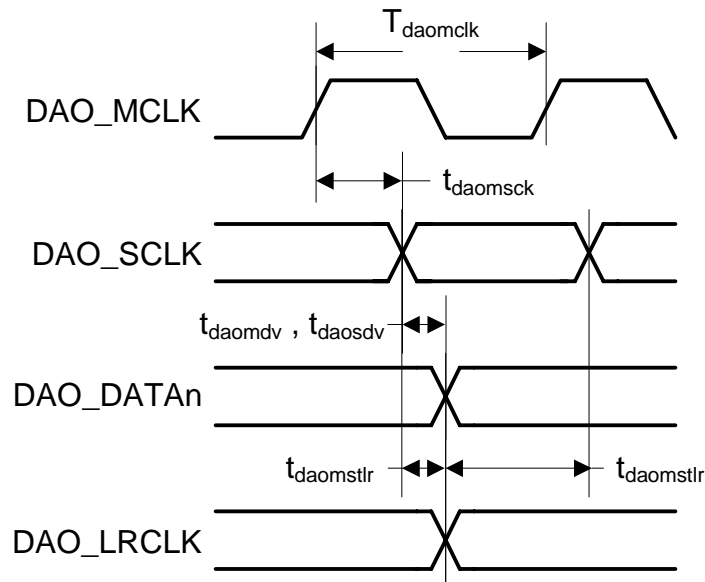 T_daomclk
DAO_MCLK
t_daomsck
DAO_SCLK
t_daomdv , t_daosdv
DAO_DATAn
t_daomstlr t_daomstlr
DAO_LRCLK